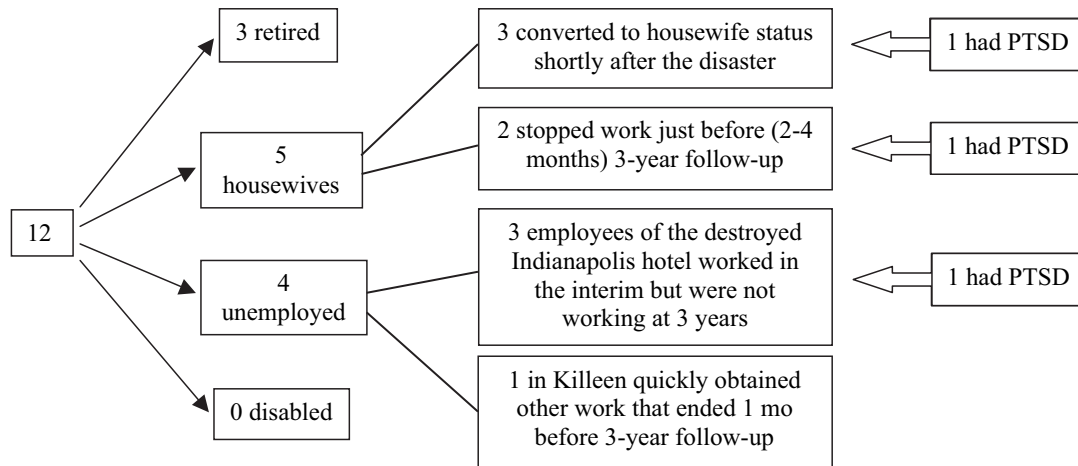 3 retired
3 converted to housewife status
shortly after the disaster
1 had PTSD
5
housewives
2 stopped work just before (2-4
months) 3-year follow-up
1 had PTSD
12
4
unemployed
3 employees of the destroyed
Indianapolis hotel worked in
the interim but were not
working at 3 years
1 had PTSD
0 disabled
1 in Killeen quickly obtained
other work that ended 1 mo
before 3-year follow-up